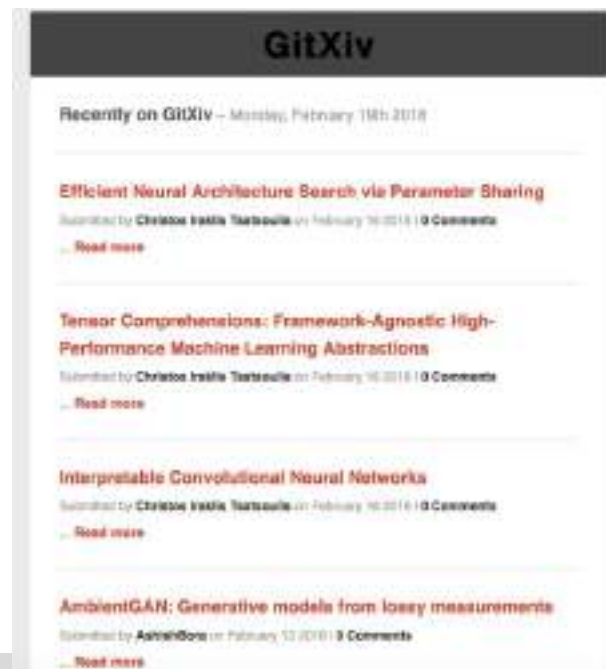 GitXiv
Recently on GitXiv – Monday, February 19th 2018
Efficient Neural Architecture Search via Parameter Sharing
Submitted by Christos Iraklis Tsatsoulis on February 16 2018 | 0 Comments
... Read more
Tensor Comprehensions: Framework-Agnostic High-
Performance Machine Learning Abstractions
Submitted by Christos Iraklis Tsatsoulis on February 16 2018 | 0 Comments
... Read more
Interpretable Convolutional Neural Networks
Submitted by Christos Iraklis Tsatsoulis on February 16 2018 | 0 Comments
... Read more
AmbientGAN: Generative models from lossy measurements
Submitted by AshishBora on February 13 2018 | 0 Comments
... Read more